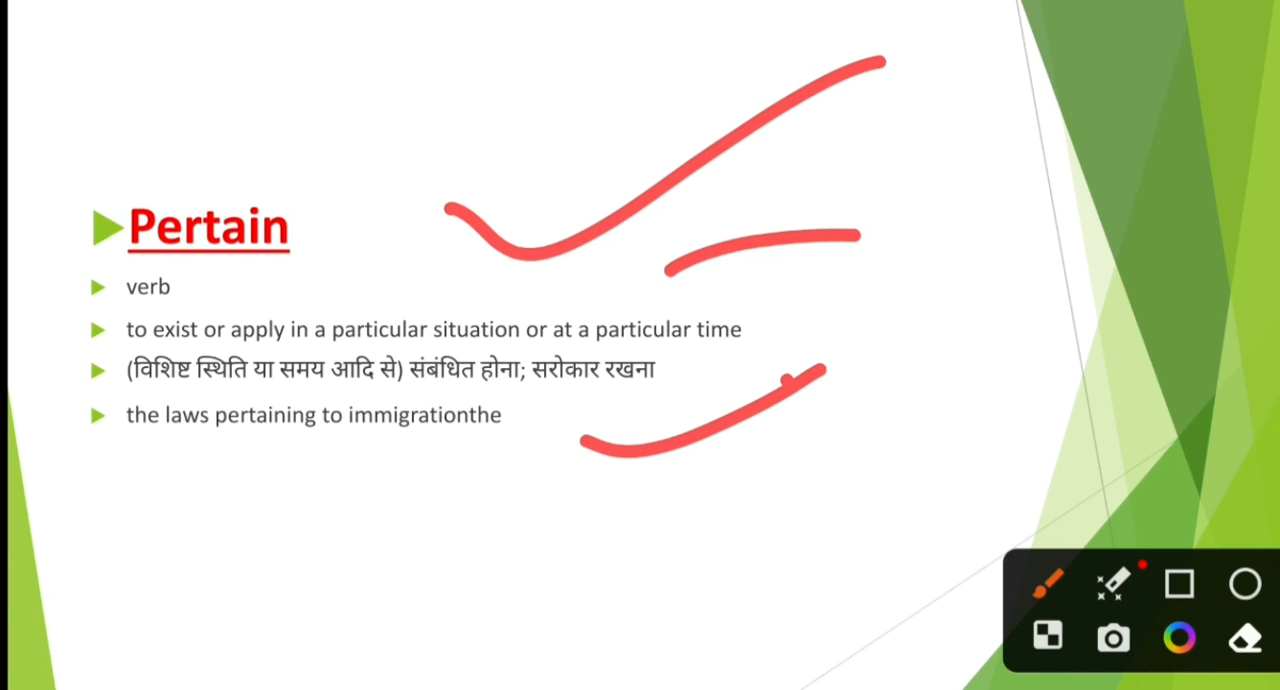 Pertain
verb
to exist or apply in a particular situation or at a particular time
(विशिष्ट स्थिति या समय आदि से) संबंधित होना; सरोकार रखना
the laws pertaining to immigrationthe